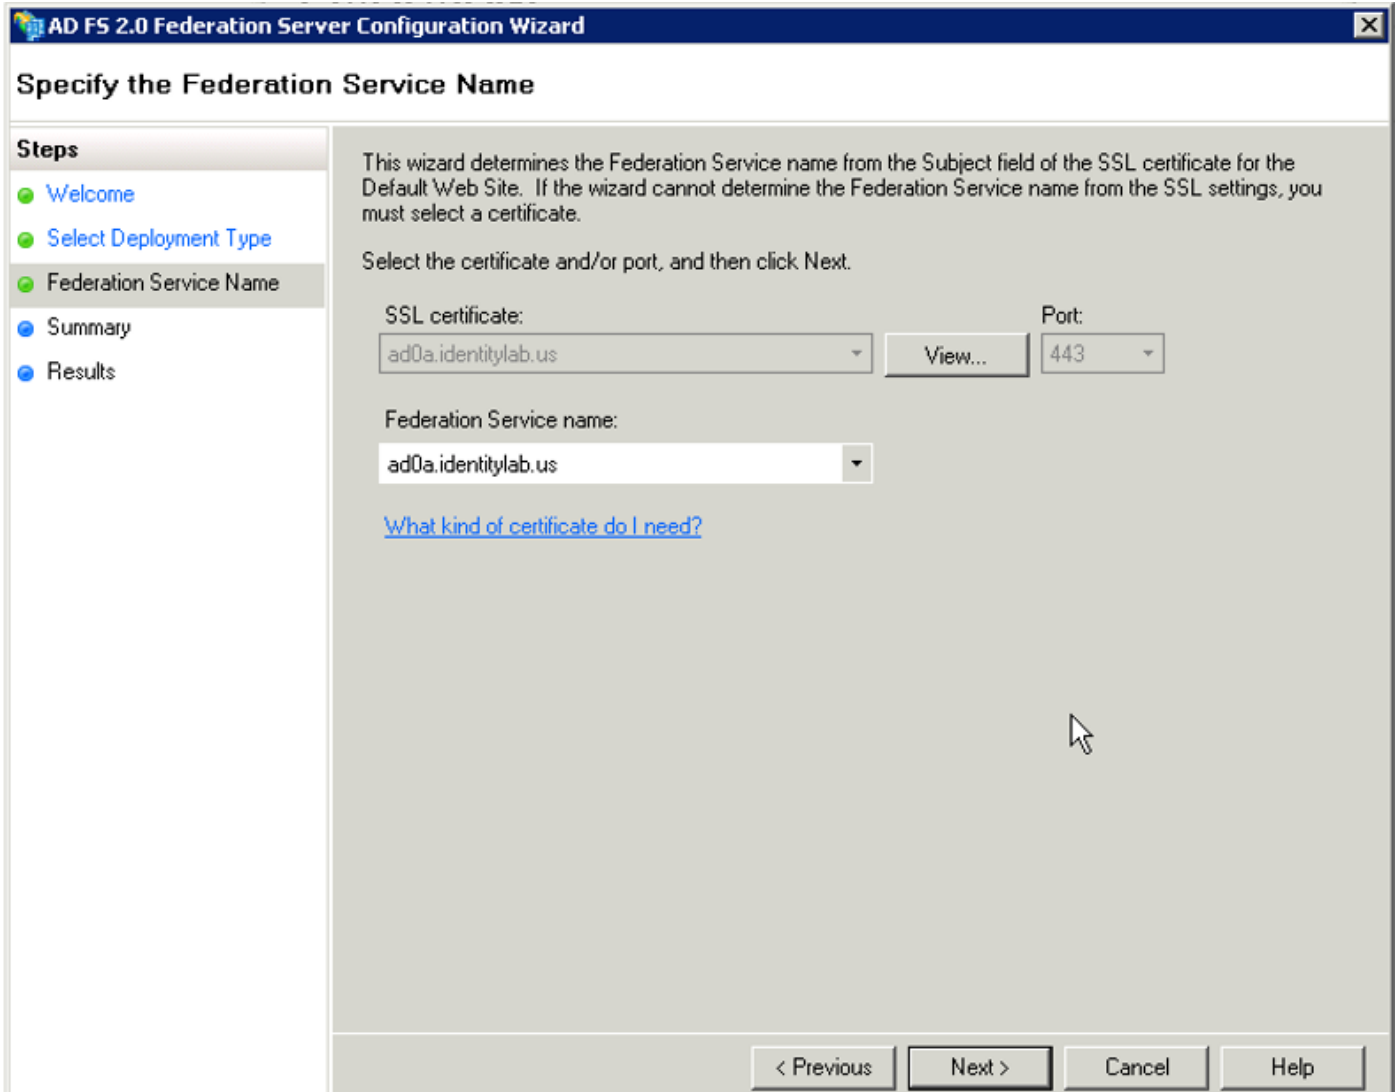 AD FS 2.0 Federation Server Configuration Wizard
Specify the Federation Service Name
Steps
Welcome
Select Deployment Type
Federation Service Name
Summary
Results
This wizard determines the Federation Service name from the Subject field of the SSL certificate for the
Default Web Site. If the wizard cannot determine the Federation Service name from the SSL settings, you
must select a certificate.
Select the certificate and/or port, and then click Next.
SSL certificate:
Port:
ad0a.identitylab.us
View...
443
Federation Service name:
ad0a.identitylab.us
What kind of certificate do I need?
< Previous
Next >
Cancel
Help